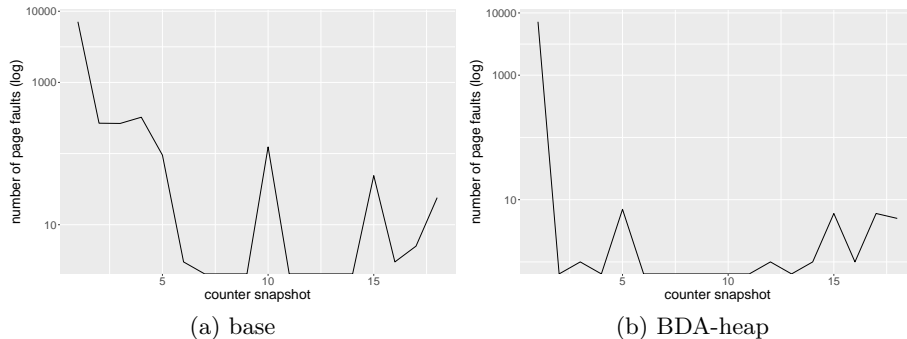 10000
1000
10
number of page faults (log)
5
10
15
counter snapshot
(a) base
10000
1000
10
number of page faults (log)
5
10
15
counter snapshot
(b) BDA-heap